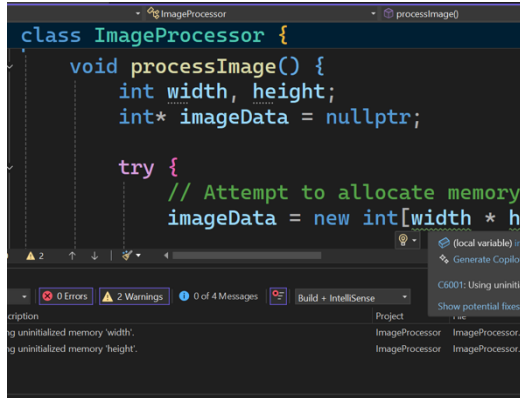 ImageProcessor processImage()
class ImageProcessor {
void processImage() {
int width, height;
int* imageData = nullptr;
try {
// Attempt to allocate memory
imageData = new int[width * h
2
(local variable) in
Generate Copilo
C6001: Using uniniti
Show potential fixes
0 Errors 2 Warnings 0 of 4 Messages Build + IntelliSense
cription Project File
ng uninitialized memory 'width'. ImageProcessor ImageProcessor.
ng uninitialized memory 'height'. ImageProcessor ImageProcessor.